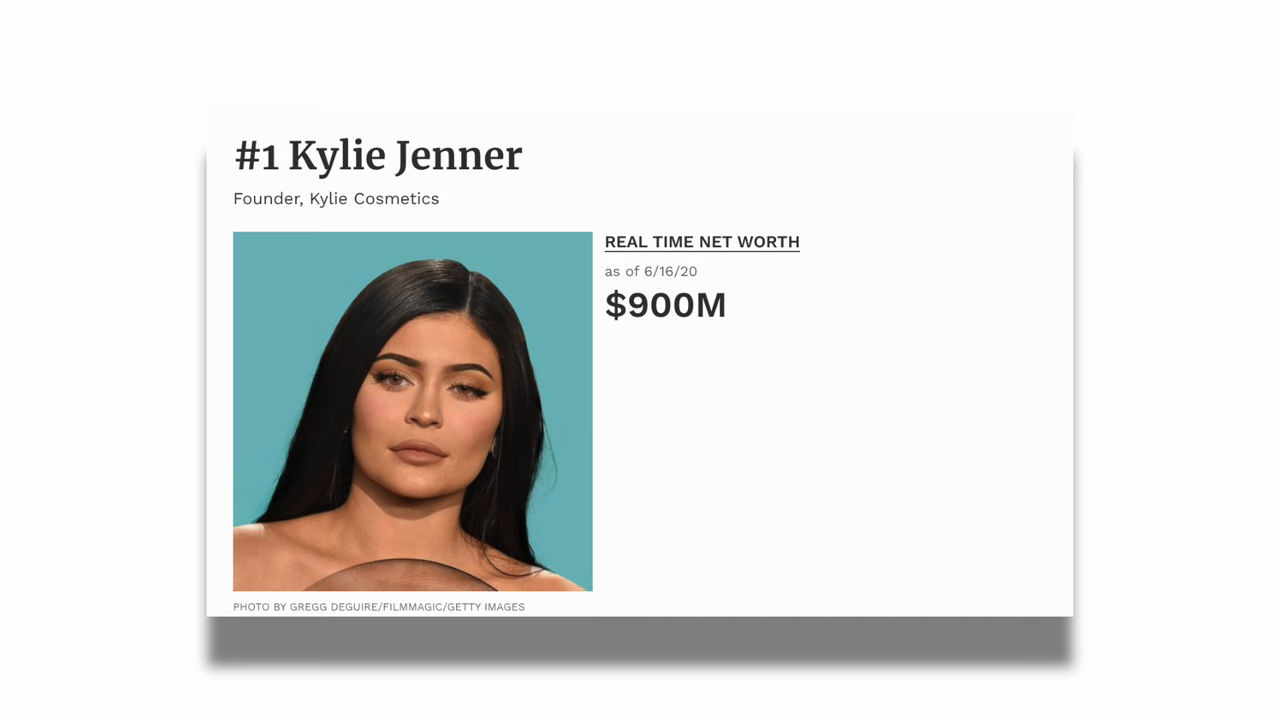 #1 Kylie Jenner
Founder, Kylie Cosmetics
REAL TIME NET WORTH
as of 6/16/20
$900M
PHOTO BY GREGG DEGUIRE/FILMMAGIC/GETTY IMAGES